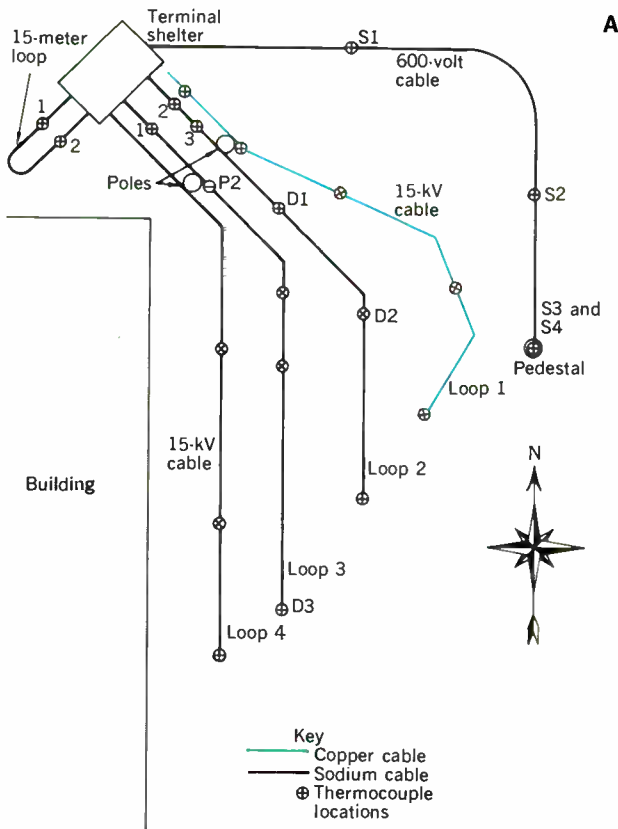 A
Terminal
shelter
15-meter
loop
S1
600-volt
cable
1
2
2
3
1
Poles
P2
D1
15-kV
cable
S2
D2
S3 and
S4
Pedestal
Loop 1
15-kV
cable
Loop 2
Building
N
Loop 3
D3
Loop 4
Key
Copper cable
Sodium cable
Thermocouple
locations